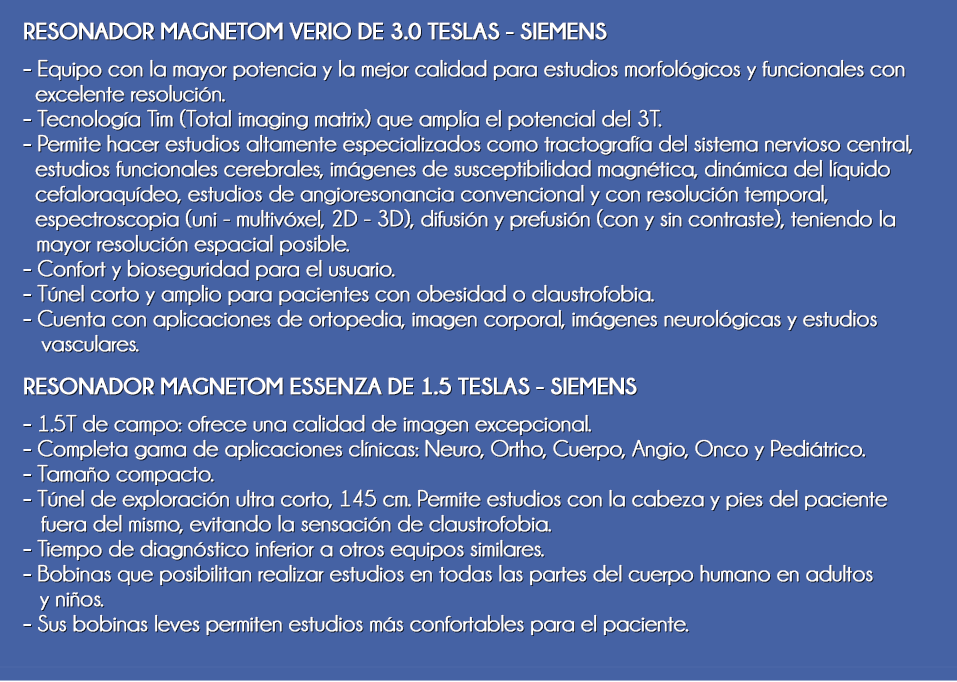 RESONADOR MAGNETOM VERIO DE 3.0 TESLAS - SIEMENS
- Equipo con la mayor potencia y la mejor calidad para estudios morfológicos y funcionales con
excelente resolución.
- Tecnología Tim (Total imaging matrix) que amplía el potencial del 3T.
- Permite hacer estudios altamente especializados como tractografía del sistema nervioso central,
estudios funcionales cerebrales, imágenes de susceptibilidad magnética, dinámica del líquido
cefaloraquídeo, estudios de angioresonancia convencional y con resolución temporal,
espectroscopia (uni - multivóxel, 2D - 3D), difusión y prefusión (con y sin contraste), teniendo la
mayor resolución espacial posible.
- Confort y bioseguridad para el usuario.
- Túnel corto y amplio para pacientes con obesidad o claustrofobia.
- Cuenta con aplicaciones de ortopedia, imagen corporal, imágenes neurológicas y estudios
vasculares.
RESONADOR MAGNETOM ESSENZA DE 1.5 TESLAS - SIEMENS
- 1.5T de campo: ofrece una calidad de imagen excepcional.
- Completa gama de aplicaciones clínicas: Neuro, Ortho, Cuerpo, Angio, Onco y Pediátrico.
- Tamaño compacto.
- Túnel de exploración ultra corto, 145 cm. Permite estudios con la cabeza y pies del paciente
fuera del mismo, evitando la sensación de claustrofobia.
- Tiempo de diagnóstico inferior a otros equipos similares.
- Bobinas que posibilitan realizar estudios en todas las partes del cuerpo humano en adultos
y niños.
- Sus bobinas leves permiten estudios más confortables para el paciente.